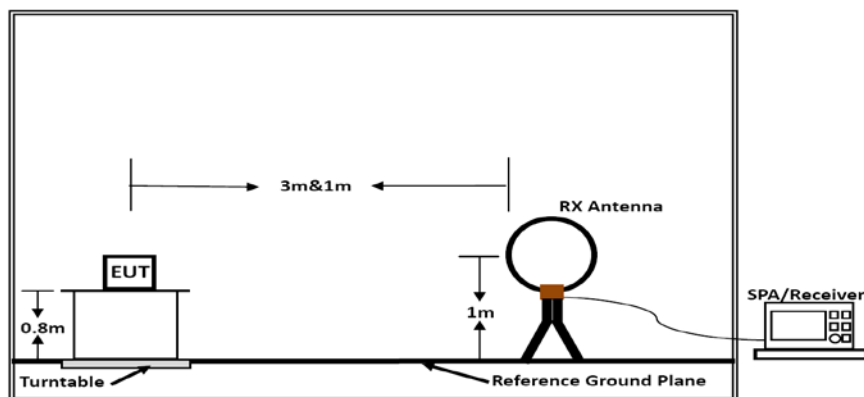 3m&1m
RX Antenna
EUT
SPA/Receiver
0.8m
1m
Turntable
Reference Ground Plane